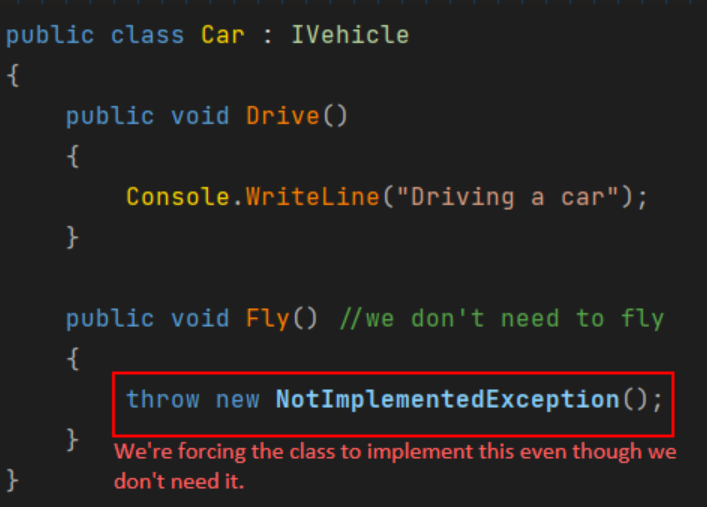 public class Car : IVehicle
{
    public void Drive()
    {
        Console.WriteLine("Driving a car");
    }
    public void Fly() //we don't need to fly
    {
        throw new NotImplementedException();
    }
We're forcing the class to implement this even though we
don't need it.
}